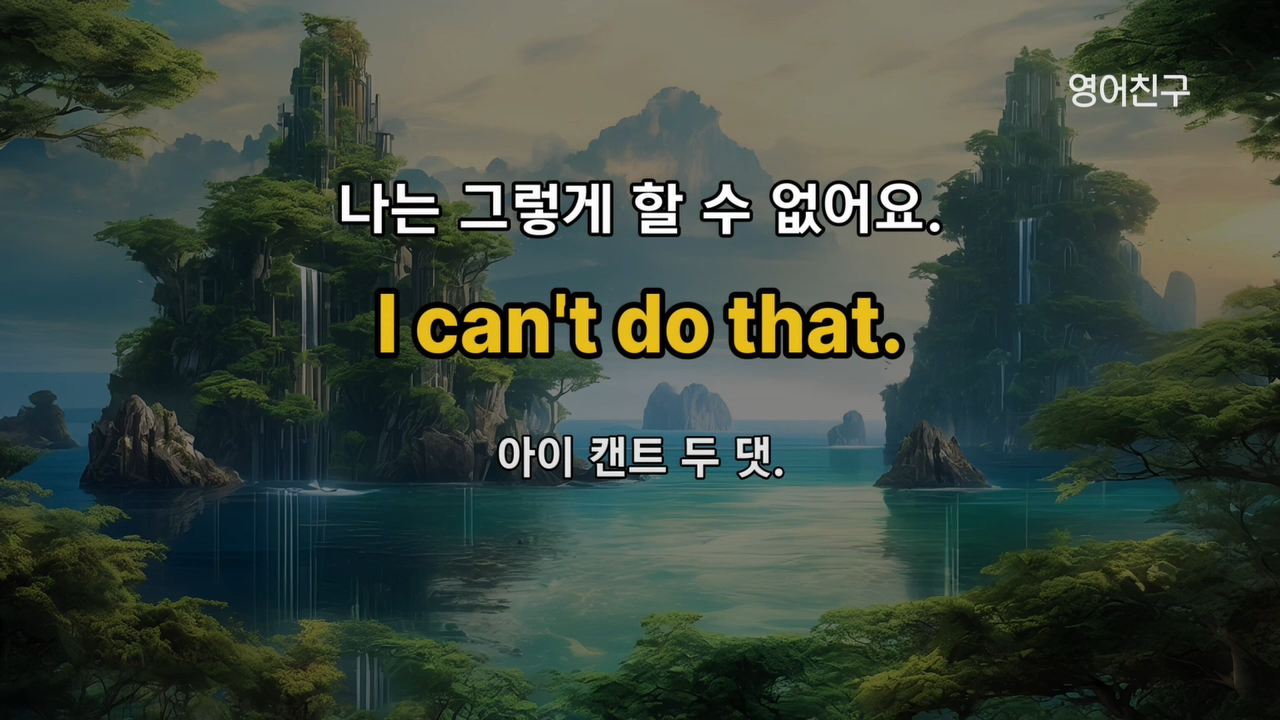 영어친구
나는 그렇게 할 수 없어요.
I can't do that.
아이 캔트 두 댓.